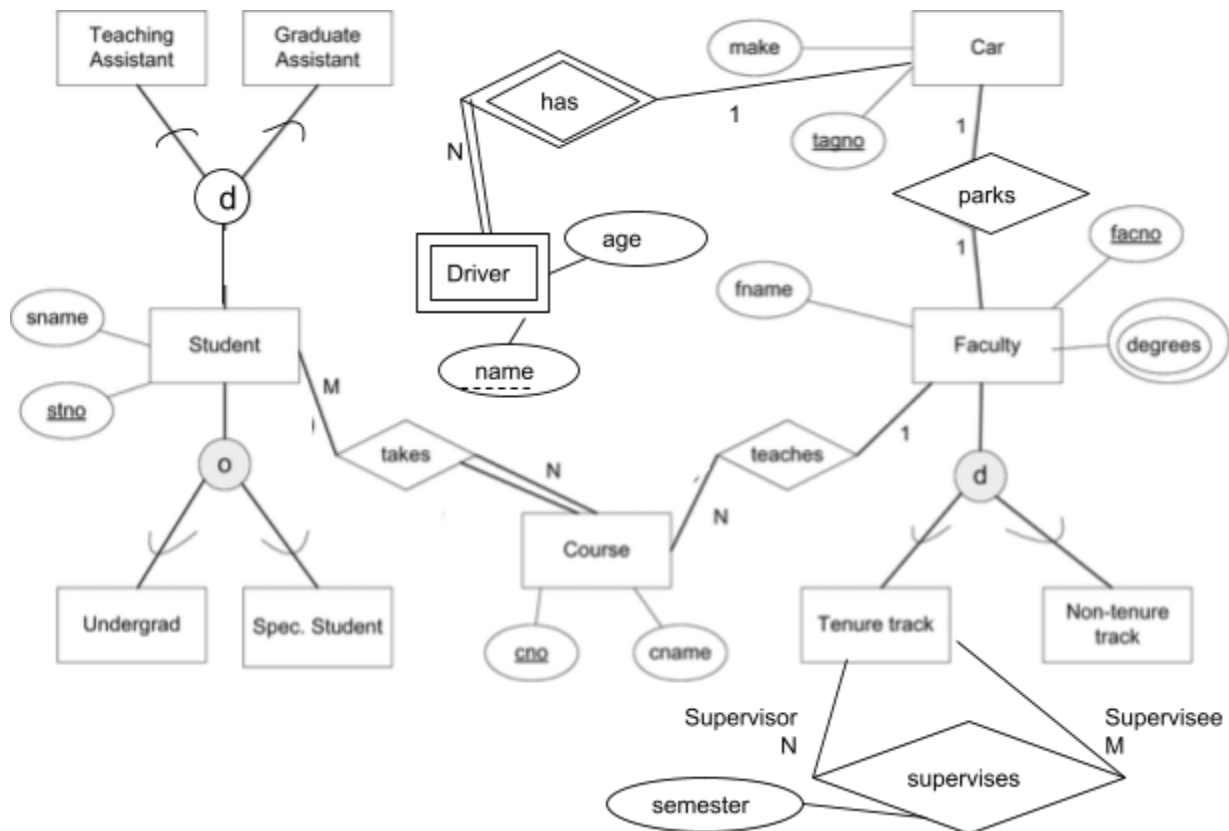 Teaching
Assistant
Graduate
Assistant
make
Car
has
1
tagno
1
N
d
parks
age
facno
1
Driver
fname
sname
Student
Faculty
degrees
name
M
stno
1
takes
teaches
o
N
d
N
Course
Undergrad
Spec. Student
Tenure track
Non-tenure
track
cno
cname
Supervisor
N
Supervisee
M
supervises
semester